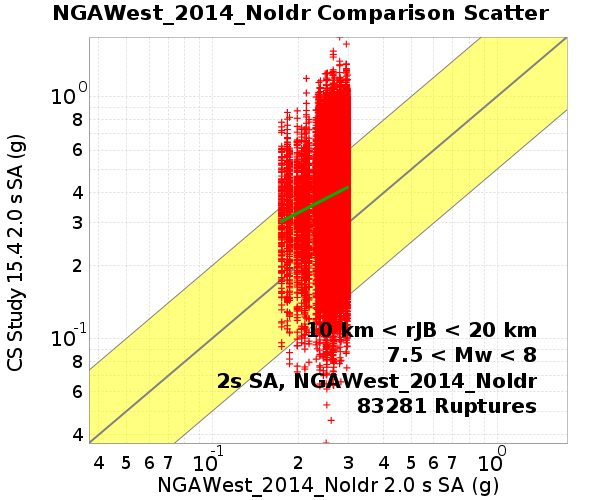 NGAWest_2014_NoIdr Comparison Scatter
CS Study 15.4 2.0 s SA (g)
10⁰
8
6
4
3
2
10⁻¹
8
6
4
10 km < rJB < 20 km
7.5 < Mw < 8
2s SA, NGAWest_2014_NoIdr
83281 Ruptures
4 5 6 7 10⁻¹ 2 3 4 5 6 7 10⁰
NGAWest_2014_NoIdr 2.0 s SA (g)